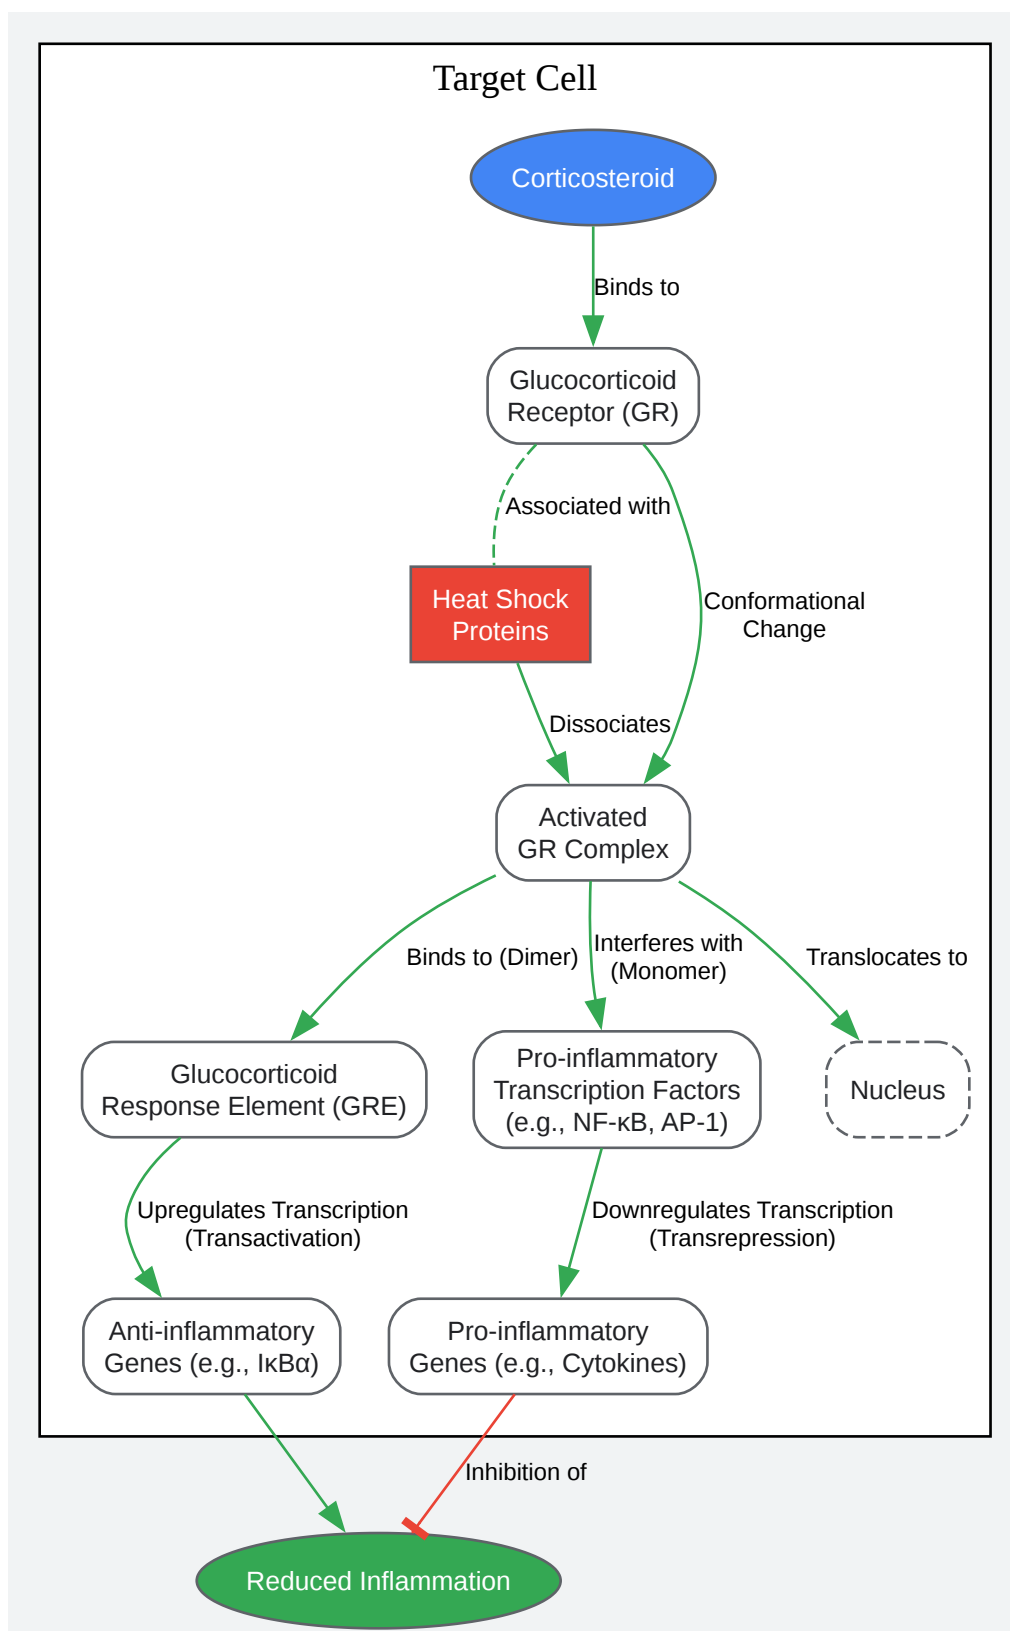 Target Cell
Corticosteroid
Binds to
Glucocorticoid
Receptor (GR)
Associated with
Heat Shock
Proteins
Conformational
Change
Dissociates
Activated
GR Complex
Binds to (Dimer)
Interferes with
(Monomer)
Translocates to
Glucocorticoid
Response Element (GRE)
Pro-inflammatory
Transcription Factors
(e.g., NF-κB, AP-1)
Nucleus
Upregulates Transcription
(Transactivation)
Downregulates Transcription
(Transrepression)
Anti-inflammatory
Genes (e.g., IκBα)
Pro-inflammatory
Genes (e.g., Cytokines)
Inhibition of
Reduced Inflammation